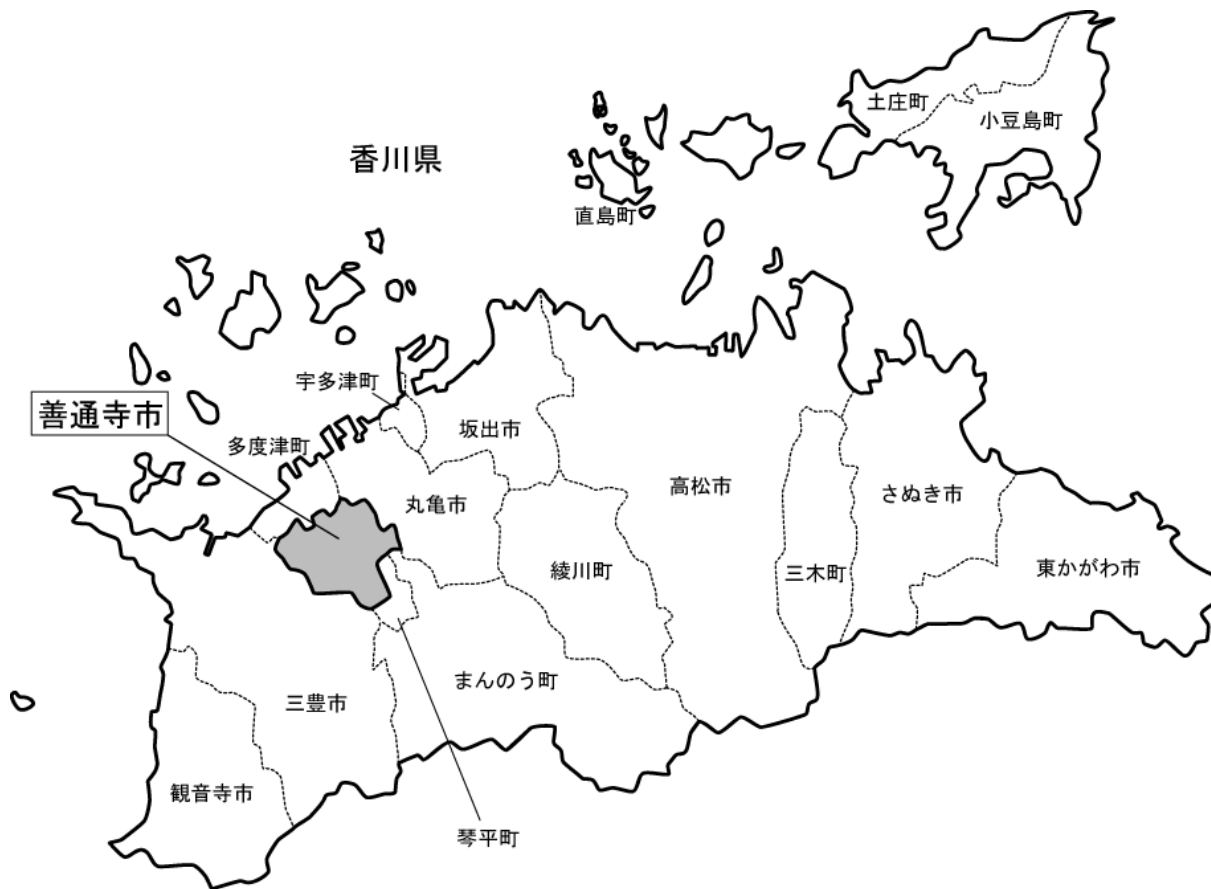 土庄町
小豆島町
香川県
直島町
宇多津町
善通寺市
坂出市
多度津町
高松市
さぬき市
丸亀市
綾川町
三木町
東かがわ市
まんのう町
三豊市
観音寺市
琴平町